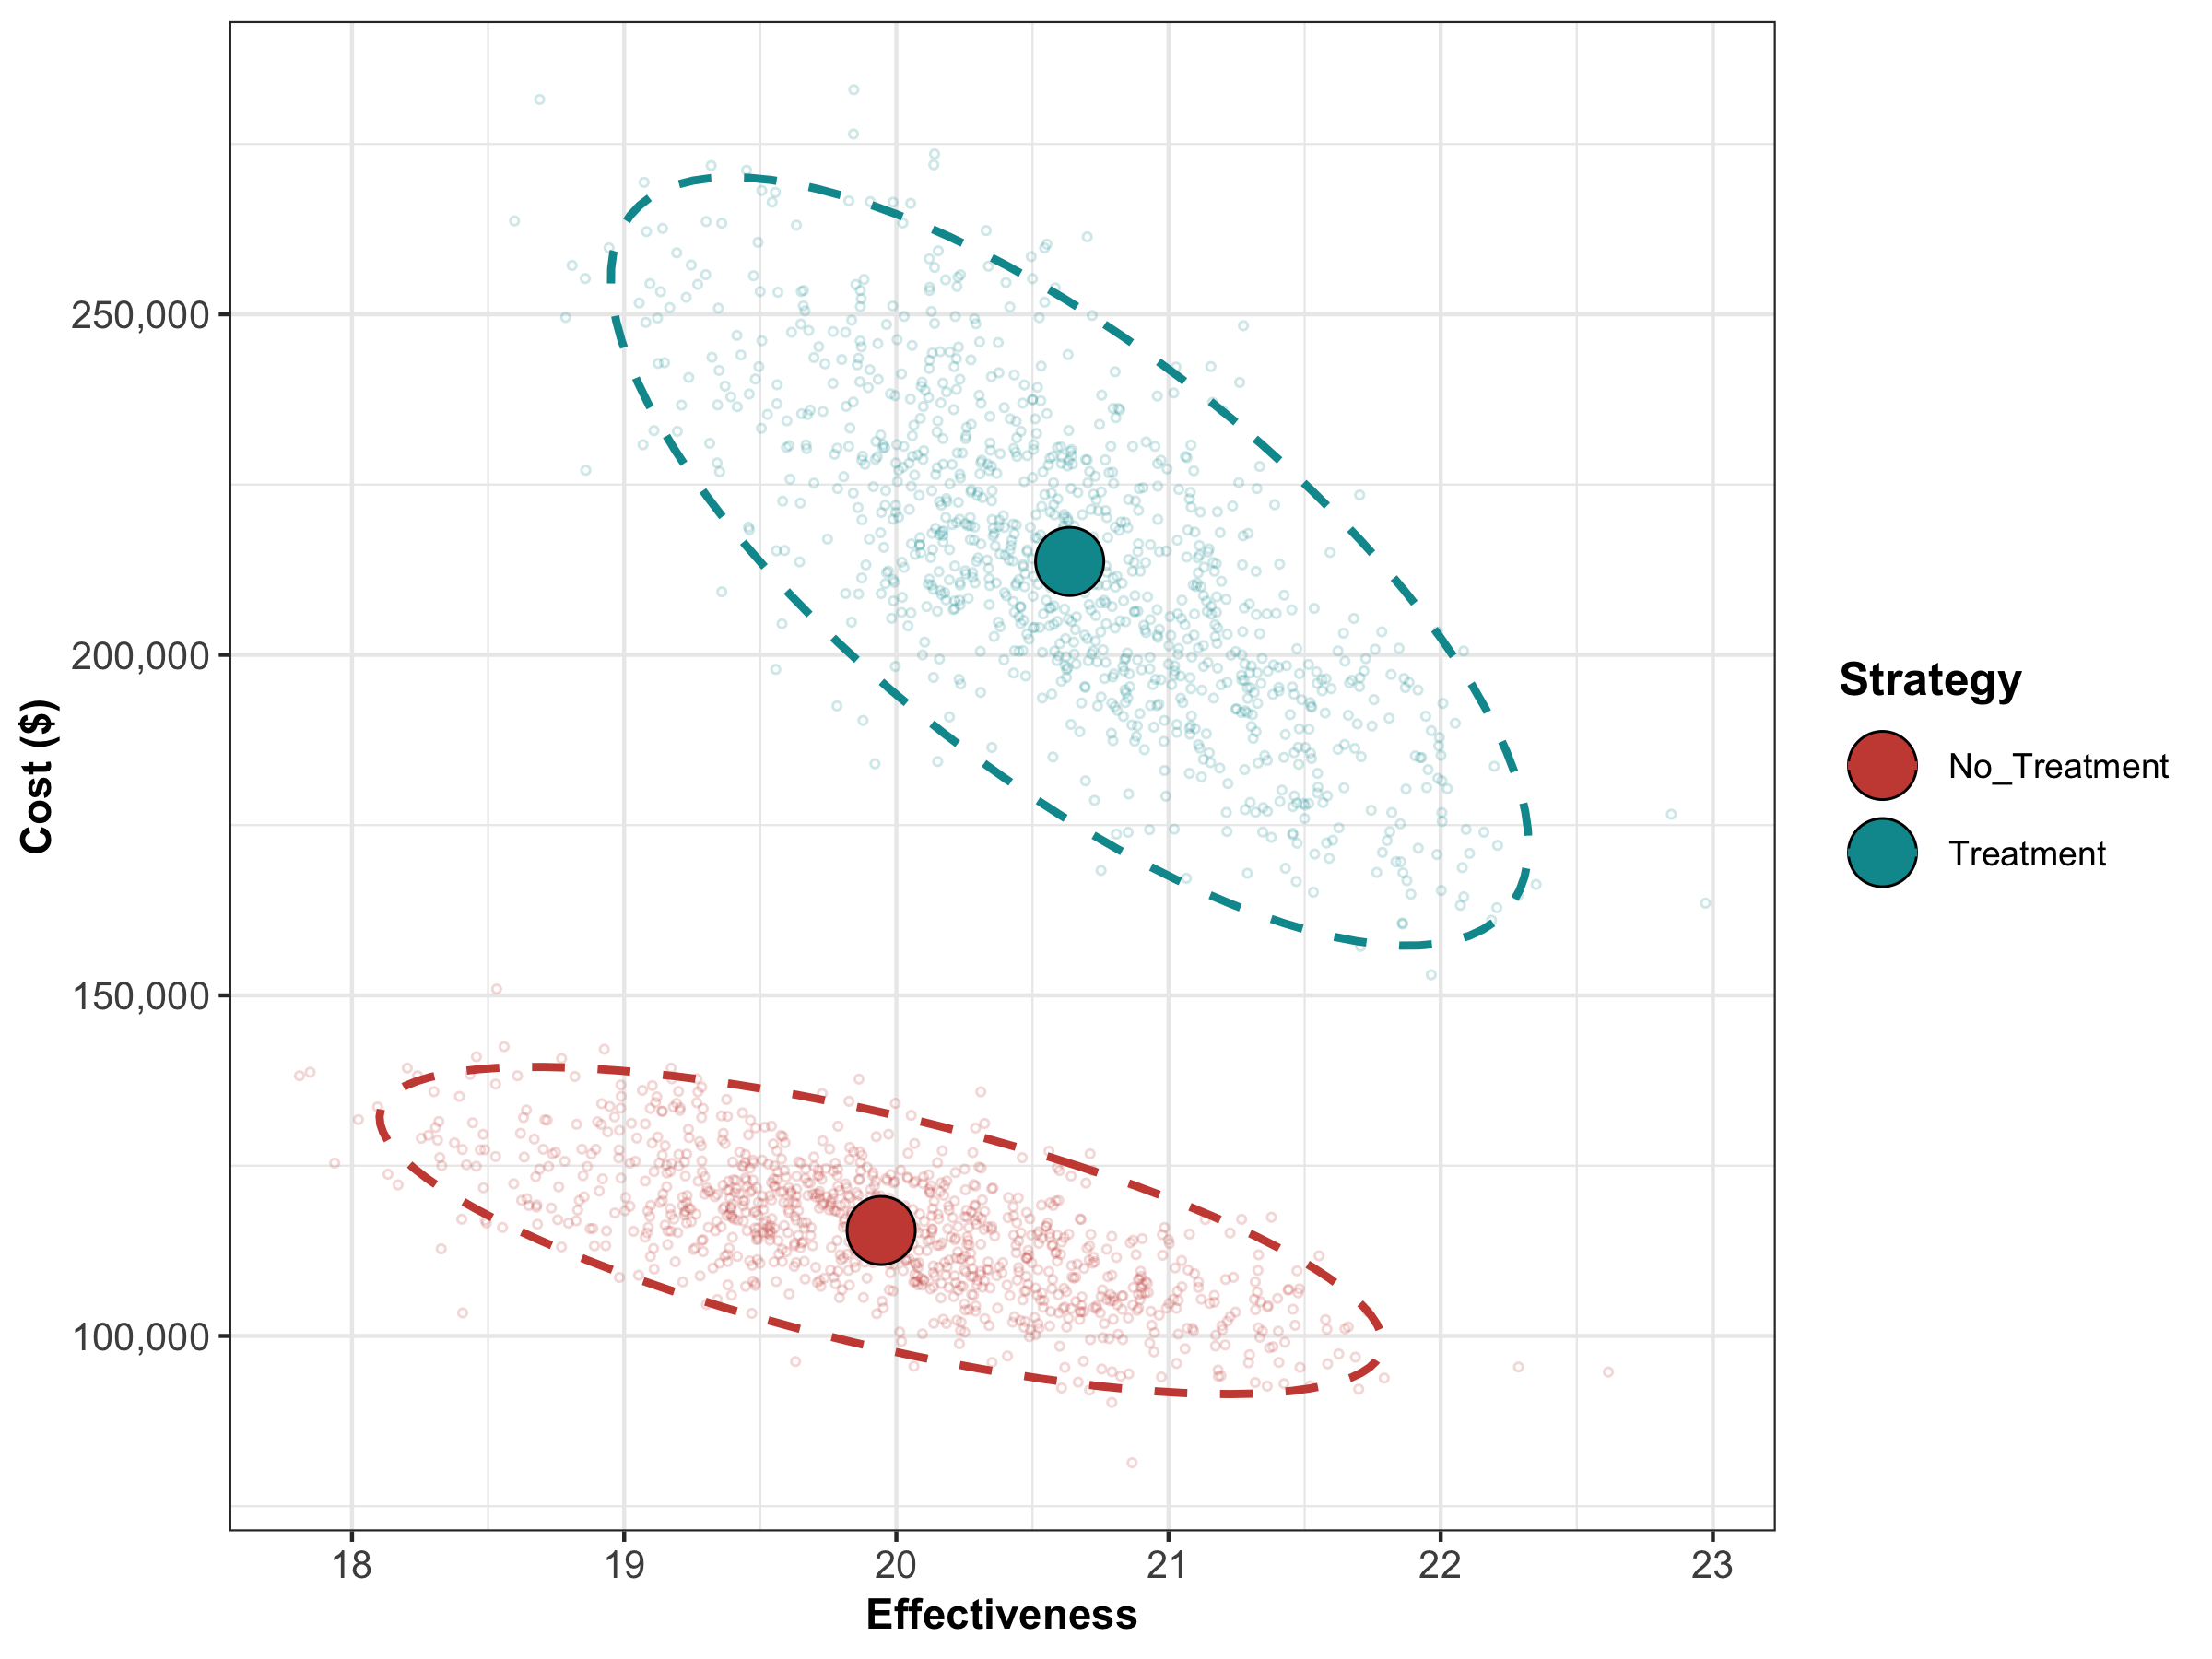 Cost ($)
250,000
200,000
150,000
100,000
18 19 20 21 22 23
Effectiveness
Strategy
No_Treatment
Treatment